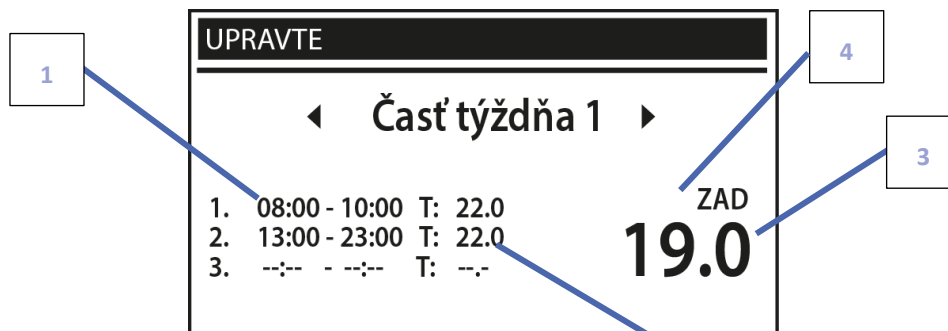 UPRAVTE
1
4
◀ Časť týždňa 1 ▶
3
ZAD
1. 08:00 - 10:00 T: 22.0
2. 13:00 - 23:00 T: 22.0
19.0
3. --:-- - --:-- T: --.-